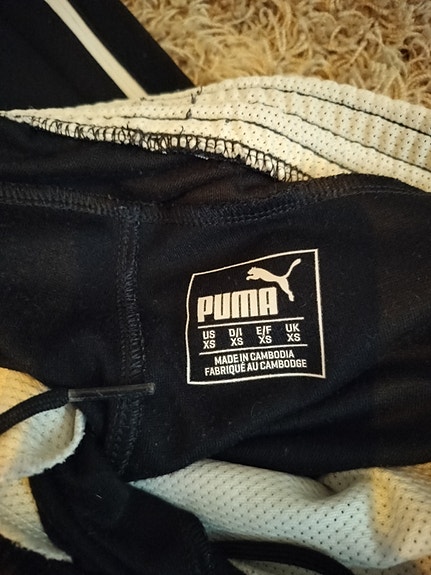 PUMA
US D/I E/F UK
XS XS XS XS
MADE IN CAMBODIA
FABRIQUÉ AU CAMBODGE